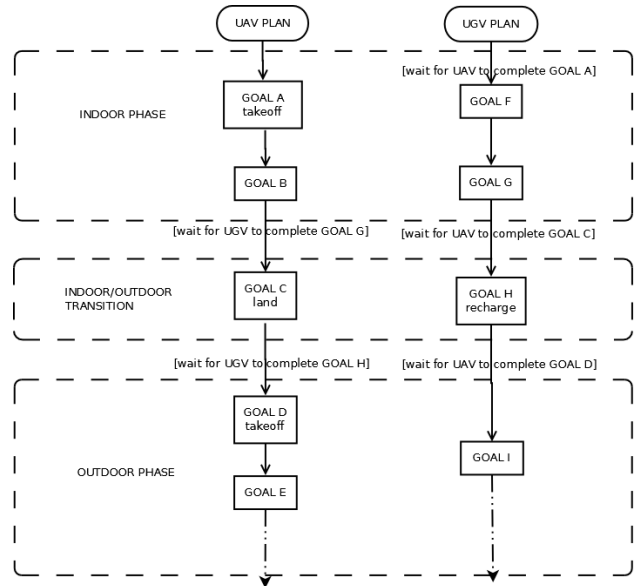 UAV PLAN
UGV PLAN
[wait for UAV to complete GOAL A]
GOAL A
takeoff
GOAL F
INDOOR PHASE
GOAL B
GOAL G
[wait for UGV to complete GOAL G]
[wait for UAV to complete GOAL C]
INDOOR/OUTDOOR
TRANSITION
GOAL C
land
GOAL H
recharge
[wait for UGV to complete GOAL H]
[wait for UAV to complete GOAL D]
GOAL D
takeoff
OUTDOOR PHASE
GOAL I
GOAL E